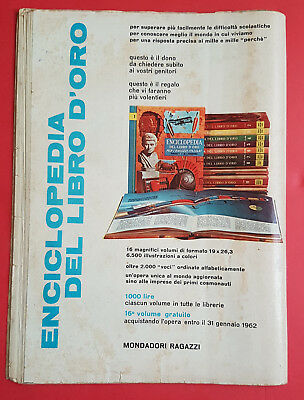 per superare più facilmente le difficoltà scolastiche
per conoscere meglio il mondo in cui viviamo
per una risposta precisa ai mille e mille "perchè"
questo è il dono
da chiedere subito
ai vostri genitori
questo è il regalo
che vi faranno
più volentieri
ENCICLOPEDIA
DEL LIBRO D'ORO
ENCICLOPEDIA
DEL LIBRO D'ORO
16 magnifici volumi di formato 19 x 26,3
6.500 illustrazioni a colori
oltre 2.000 "voci" ordinate alfabeticamente
un'opera unica al mondo aggiornata
sino alle imprese dei primi cosmonauti
1000 lire
ciascun volume in tutte le librerie
16° volume gratuito
acquistando l'opera entro il 31 gennaio 1962
MONDADORI RAGAZZI